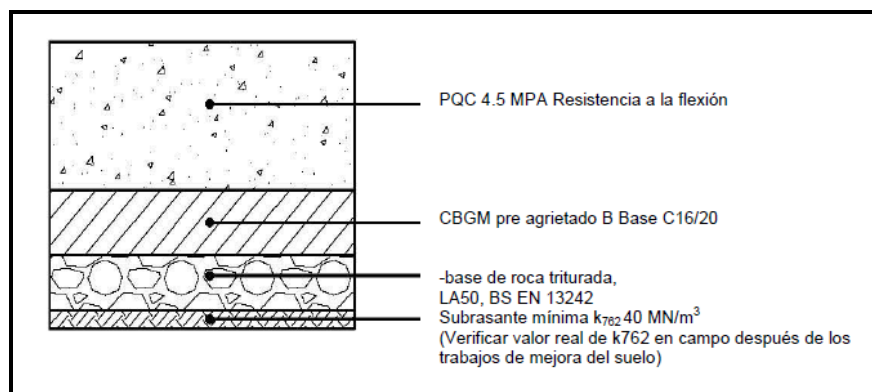 PQC 4.5 MPA Resistencia a la flexión
CBGM pre agrietado B Base C16/20
-base de roca triturada,
LA50, BS EN 13242
Subrasante mínima k762 40 MN/m³
(Verificar valor real de k762 en campo después de los
trabajos de mejora del suelo)